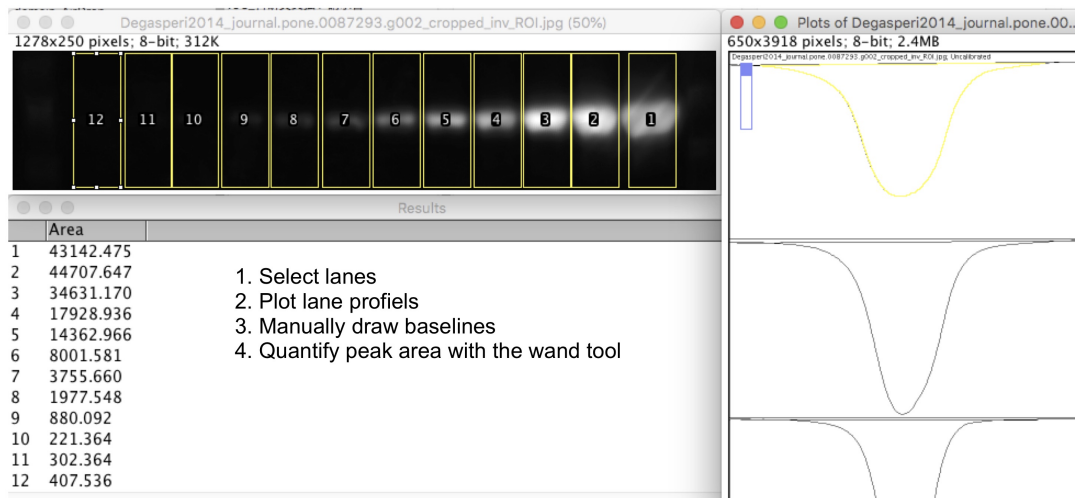 Degasperi2014_journal.pone.0087293.g002_cropped_inv_ROI.jpg (50%)
1278x250 pixels; 8-bit; 312K
12 11 10 9 8 7 6 5 4 3 2 1
Results
Area
1 43142.475
2 44707.647
3 34631.170
4 17928.936
5 14362.966
6 8001.581
7 3755.660
8 1977.548
9 880.092
10 221.364
11 302.364
12 407.536
1. Select lanes
2. Plot lane profiels
3. Manually draw baselines
4. Quantify peak area with the wand tool
Plots of Degasperi2014_journal.pone.00...
650x3918 pixels; 8-bit; 2.4MB
Degasperi2014_journal.pone.0087293.g002_cropped_inv_ROI.jpg; Uncalibrated